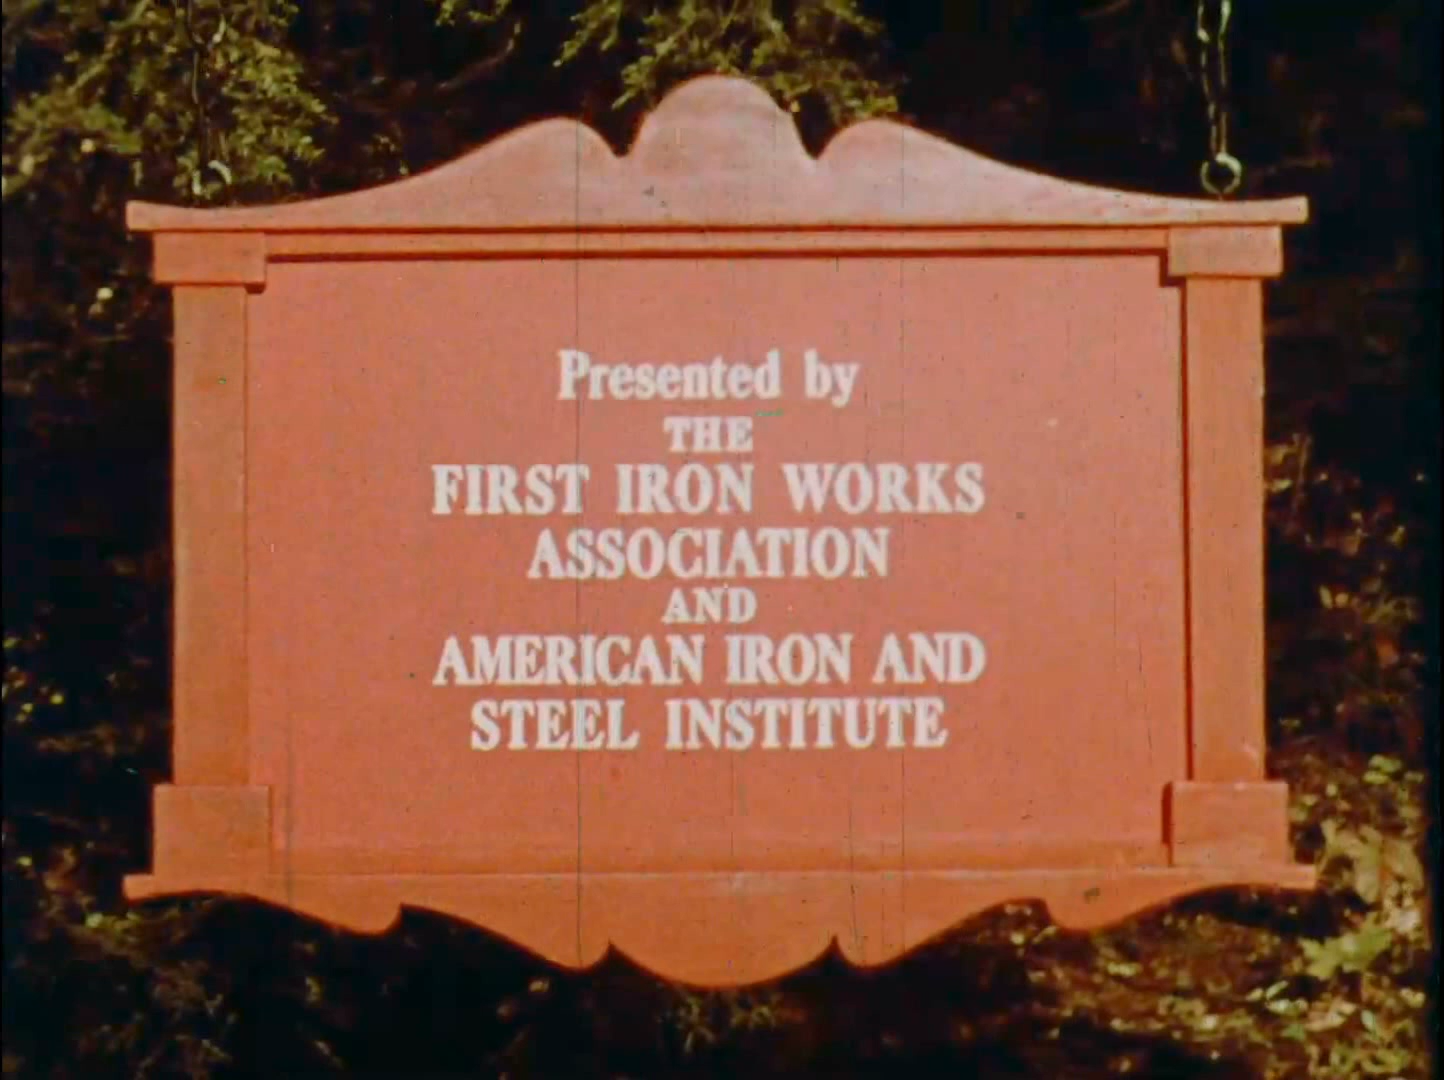 Presented by
THE
FIRST IRON WORKS
ASSOCIATION
AND
AMERICAN IRON AND
STEEL INSTITUTE